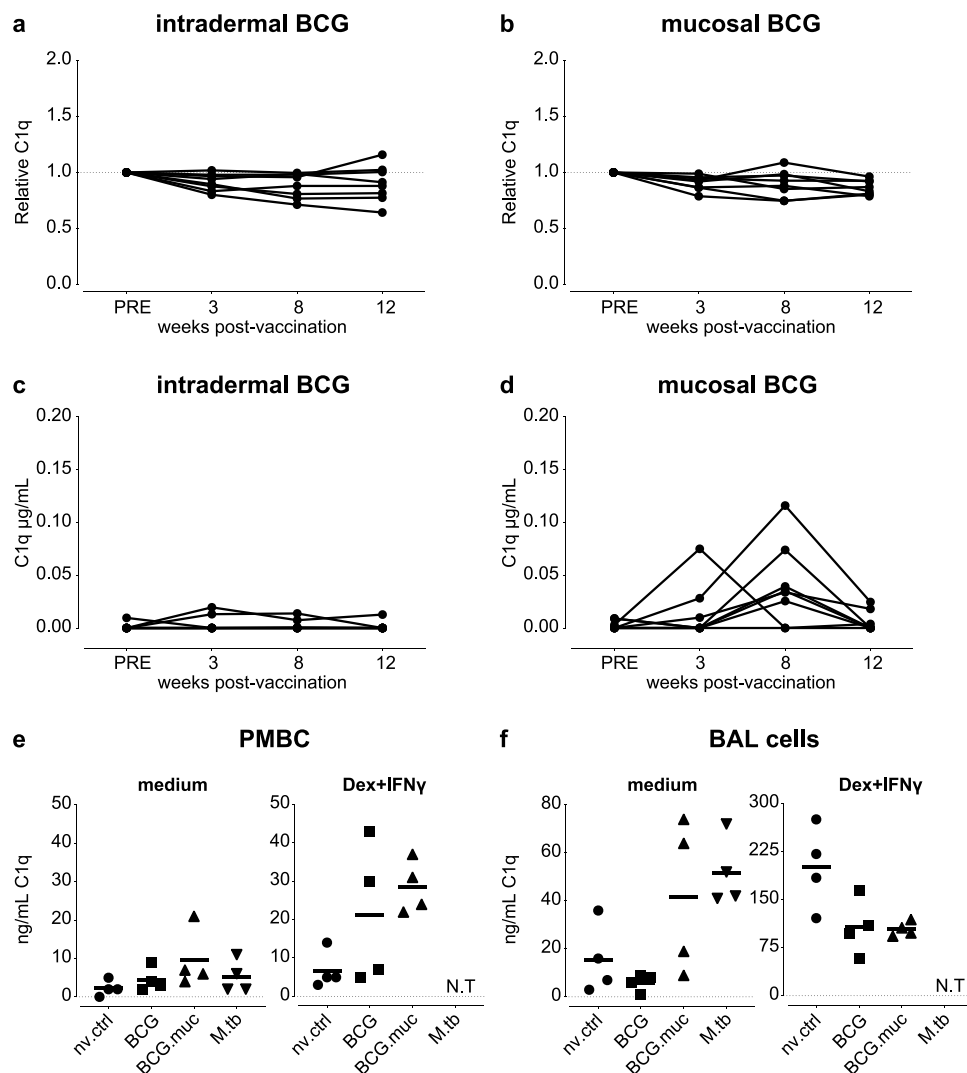 a intradermal BCG
2.0
1.5
1.0
0.5
0.0
Relative C1q
PRE 3 8 12
weeks post-vaccination
b mucosal BCG
2.0
1.5
1.0
0.5
0.0
Relative C1q
PRE 3 8 12
weeks post-vaccination
c intradermal BCG
0.20
0.15
0.10
0.05
0.00
C1q µg/mL
PRE 3 8 12
weeks post-vaccination
d mucosal BCG
0.20
0.15
0.10
0.05
0.00
C1q µg/mL
PRE 3 8 12
weeks post-vaccination
e PMBC
medium
50
40
30
20
10
0
ng/mL C1q
nv.ctrl BCG BCG.muc M.tb
Dex+IFNγ
50
40
30
20
10
0
N.T
nv.ctrl BCG BCG.muc M.tb
f BAL cells
medium
80
60
40
20
0
ng/mL C1q
nv.ctrl BCG BCG.muc M.tb
Dex+IFNγ
300
225
150
75
0
N.T
nv.ctrl BCG BCG.muc M.tb